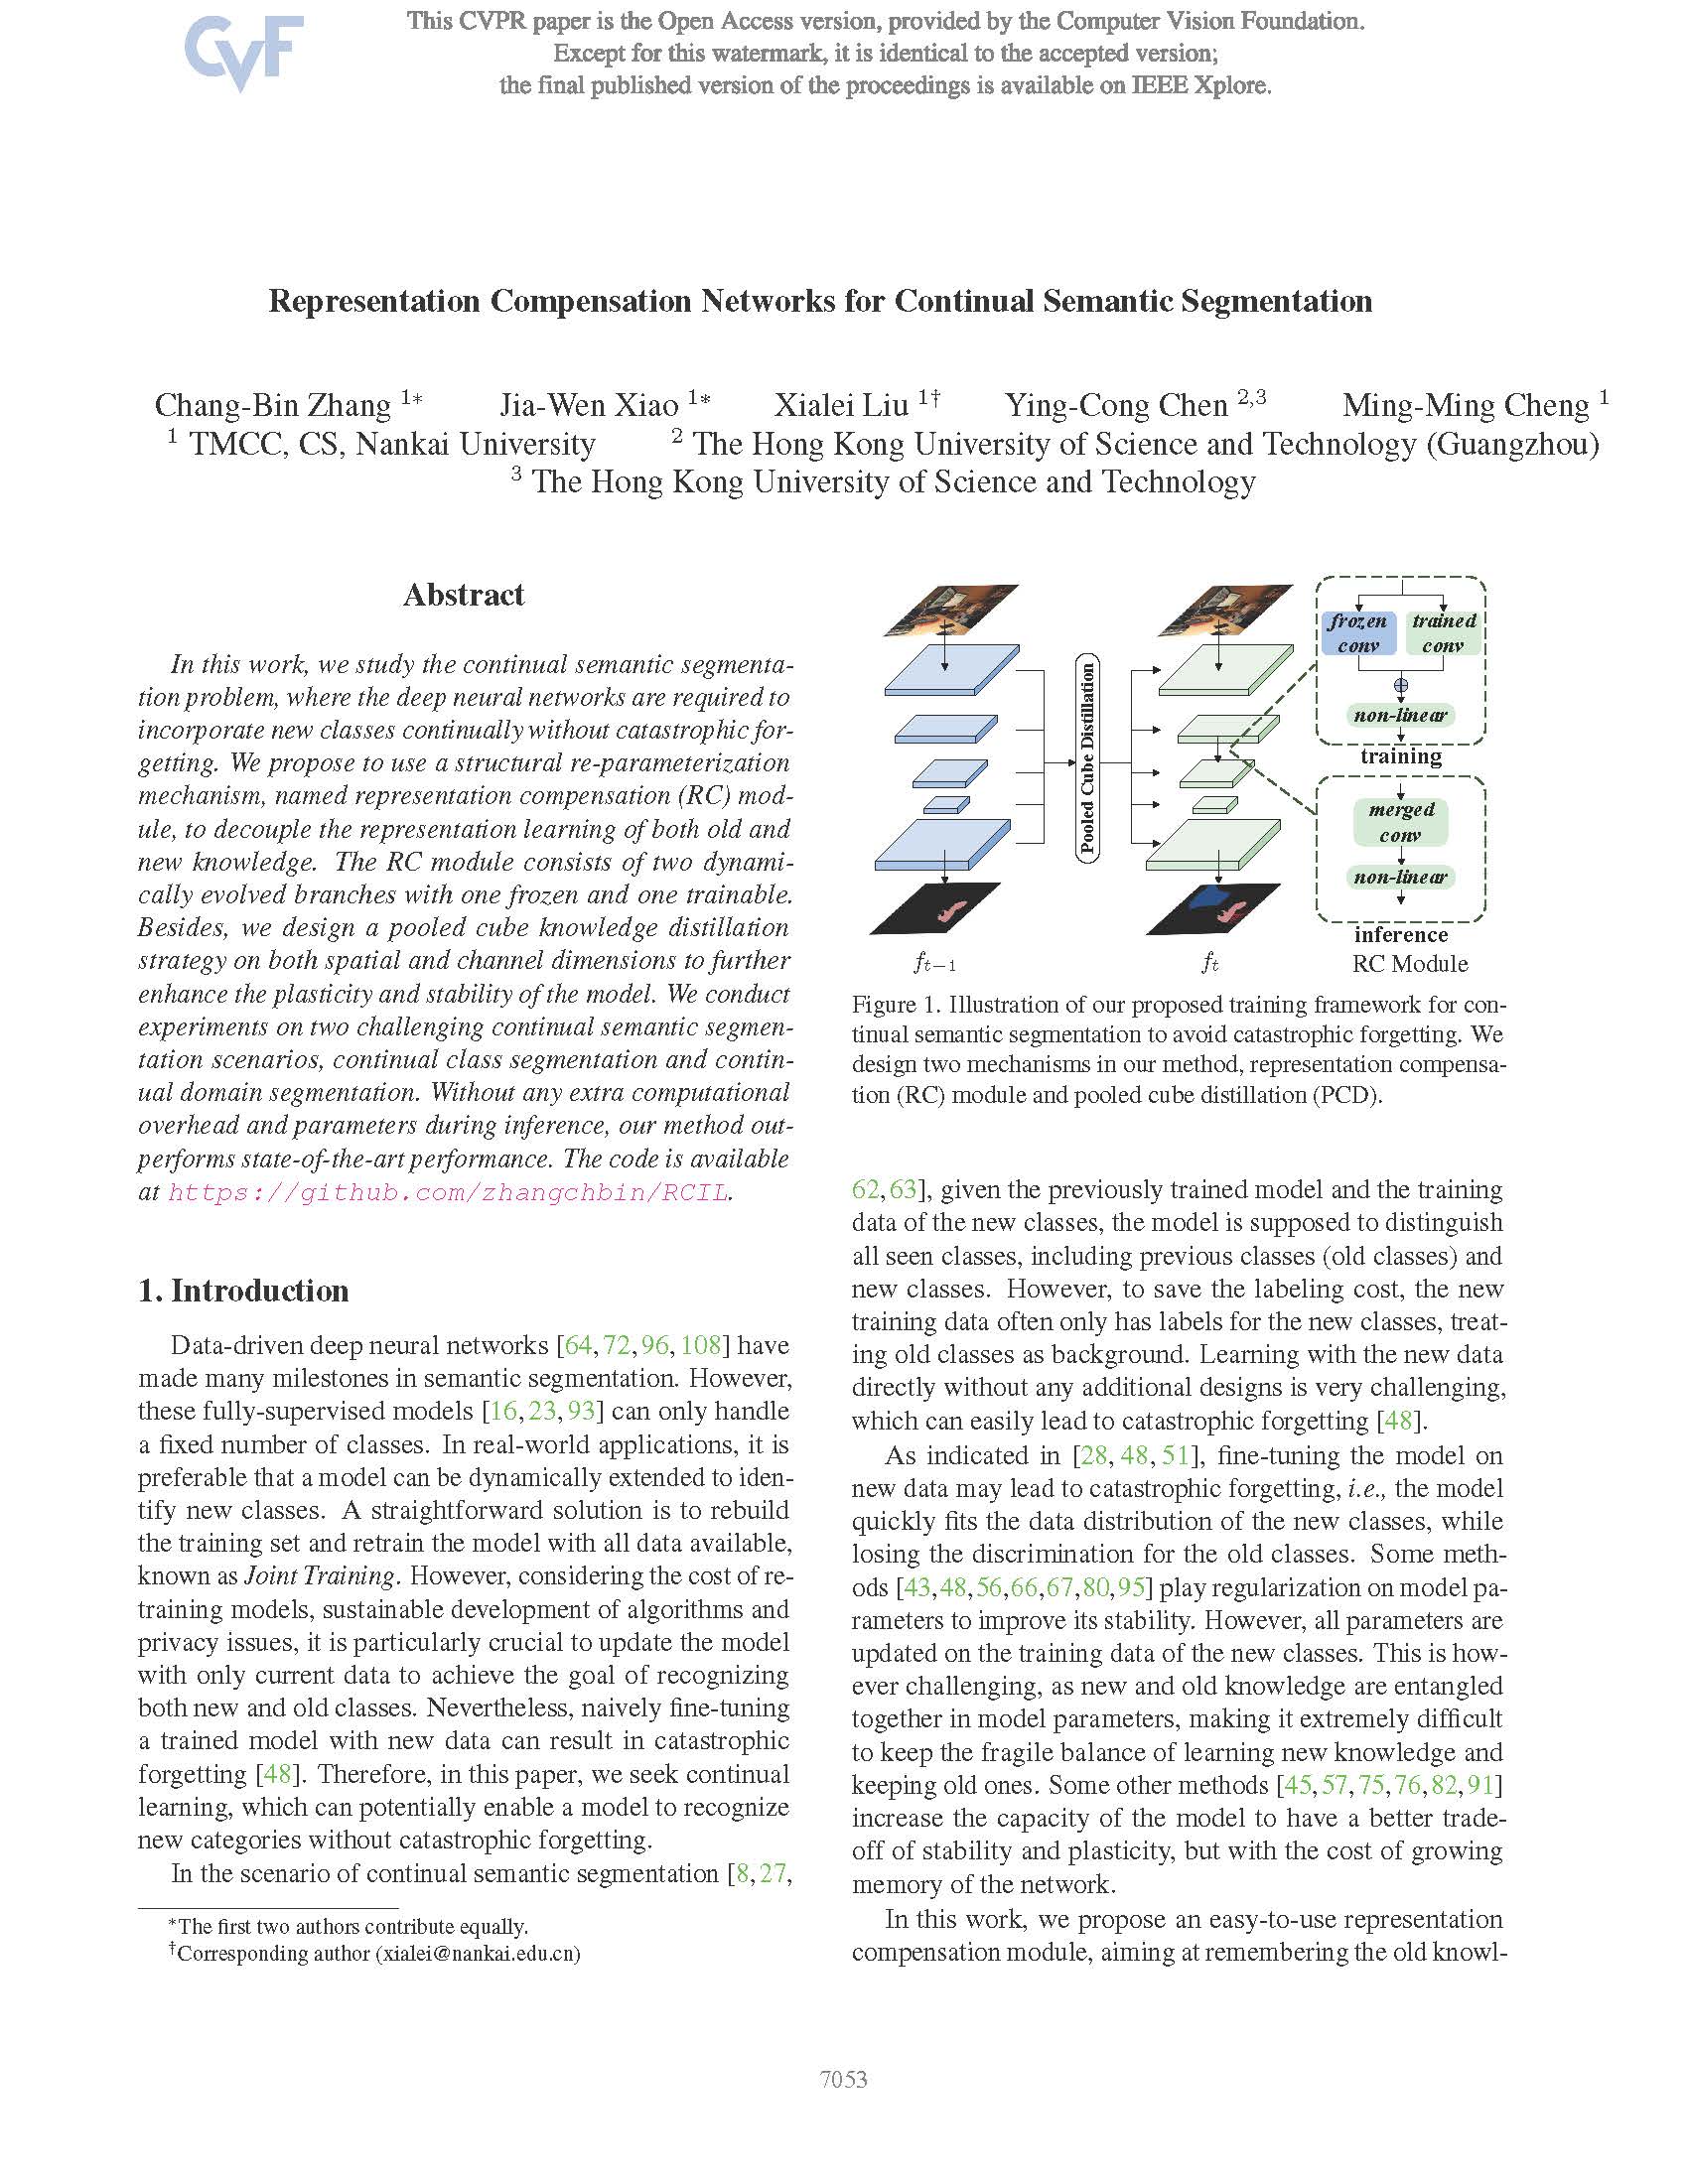 CVF
This CVPR paper is the Open Access version, provided by the Computer Vision Foundation.
Except for this watermark, it is identical to the accepted version;
the final published version of the proceedings is available on IEEE Xplore.
Representation Compensation Networks for Continual Semantic Segmentation
Chang-Bin Zhang 1* Jia-Wen Xiao 1* Xialei Liu 1† Ying-Cong Chen 2,3 Ming-Ming Cheng 1
1 TMCC, CS, Nankai University 2 The Hong Kong University of Science and Technology (Guangzhou)
3 The Hong Kong University of Science and Technology
Abstract
In this work, we study the continual semantic segmenta-
tion problem, where the deep neural networks are required to
incorporate new classes continually without catastrophic for-
getting. We propose to use a structural re-parameterization
mechanism, named representation compensation (RC) mod-
ule, to decouple the representation learning of both old and
new knowledge. The RC module consists of two dynami-
cally evolved branches with one frozen and one trainable.
Besides, we design a pooled cube knowledge distillation
strategy on both spatial and channel dimensions to further
enhance the plasticity and stability of the model. We conduct
experiments on two challenging continual semantic segmen-
tation scenarios, continual class segmentation and contin-
ual domain segmentation. Without any extra computational
overhead and parameters during inference, our method out-
performs state-of-the-art performance. The code is available
at https://github.com/zhangchbin/RCIL.
1. Introduction
Data-driven deep neural networks [64,72,96,108] have
made many milestones in semantic segmentation. However,
these fully-supervised models [16,23,93] can only handle
a fixed number of classes. In real-world applications, it is
preferable that a model can be dynamically extended to iden-
tify new classes. A straightforward solution is to rebuild
the training set and retrain the model with all data available,
known as Joint Training. However, considering the cost of re-
training models, sustainable development of algorithms and
privacy issues, it is particularly crucial to update the model
with only current data to achieve the goal of recognizing
both new and old classes. Nevertheless, naively fine-tuning
a trained model with new data can result in catastrophic
forgetting [48]. Therefore, in this paper, we seek continual
learning, which can potentially enable a model to recognize
new categories without catastrophic forgetting.
In the scenario of continual semantic segmentation [8,27,
*The first two authors contribute equally.
†Corresponding author (xialei@nankai.edu.cn)
Pooled Cube Distillation
frozen conv
trained conv
non-linear
training
merged conv
non-linear
inference
f t−1
f t
RC Module
Figure 1. Illustration of our proposed training framework for con-
tinual semantic segmentation to avoid catastrophic forgetting. We
design two mechanisms in our method, representation compensa-
tion (RC) module and pooled cube distillation (PCD).
62,63], given the previously trained model and the training
data of the new classes, the model is supposed to distinguish
all seen classes, including previous classes (old classes) and
new classes. However, to save the labeling cost, the new
training data often only has labels for the new classes, treat-
ing old classes as background. Learning with the new data
directly without any additional designs is very challenging,
which can easily lead to catastrophic forgetting [48].
As indicated in [28, 48, 51], fine-tuning the model on
new data may lead to catastrophic forgetting, i.e., the model
quickly fits the data distribution of the new classes, while
losing the discrimination for the old classes. Some meth-
ods [43,48,56,66,67,80,95] play regularization on model pa-
rameters to improve its stability. However, all parameters are
updated on the training data of the new classes. This is how-
ever challenging, as new and old knowledge are entangled
together in model parameters, making it extremely difficult
to keep the fragile balance of learning new knowledge and
keeping old ones. Some other methods [45,57,75,76,82,91]
increase the capacity of the model to have a better trade-
off of stability and plasticity, but with the cost of growing
memory of the network.
In this work, we propose an easy-to-use representation
compensation module, aiming at remembering the old knowl-
7053